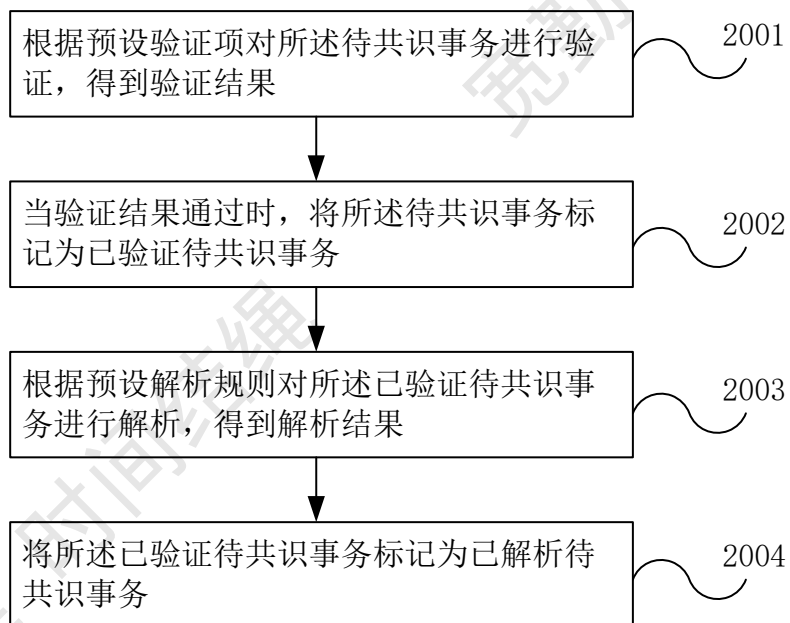 根据预设验证项对所述待共识事务进行验
证，得到验证结果
2001
当验证结果通过时，将所述待共识事务标
记为已验证待共识事务
2002
根据预设解析规则对所述已验证待共识事
务进行解析，得到解析结果
2003
将所述已验证待共识事务标记为已解析待
共识事务
2004
时间结绳